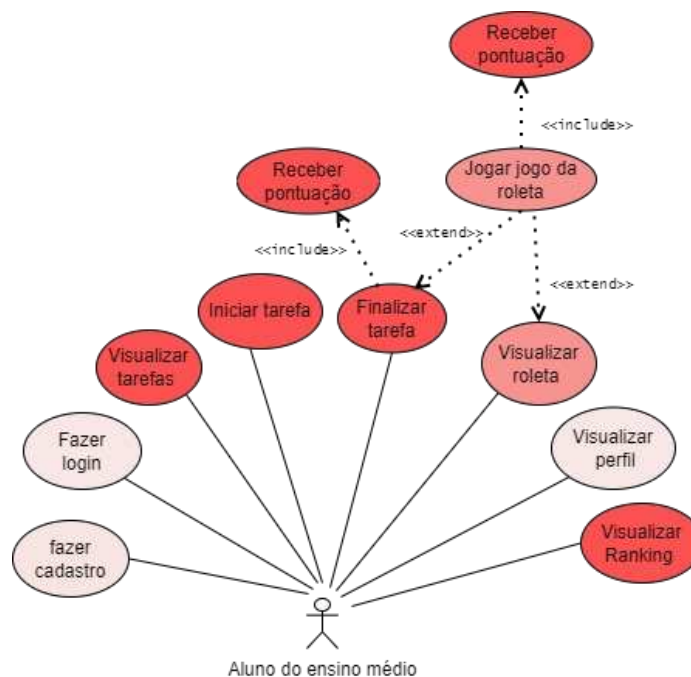 Receber
pontuação
<<include>>
Receber
pontuação
Jogar jogo da
roleta
<<extend>>
<<include>>
<<extend>>
Iniciar tarefa
Finalizar
tarefa
Visualizar
tarefas
Visualizar
roleta
Fazer
login
Visualizar
perfil
fazer
cadastro
Visualizar
Ranking
Aluno do ensino médio